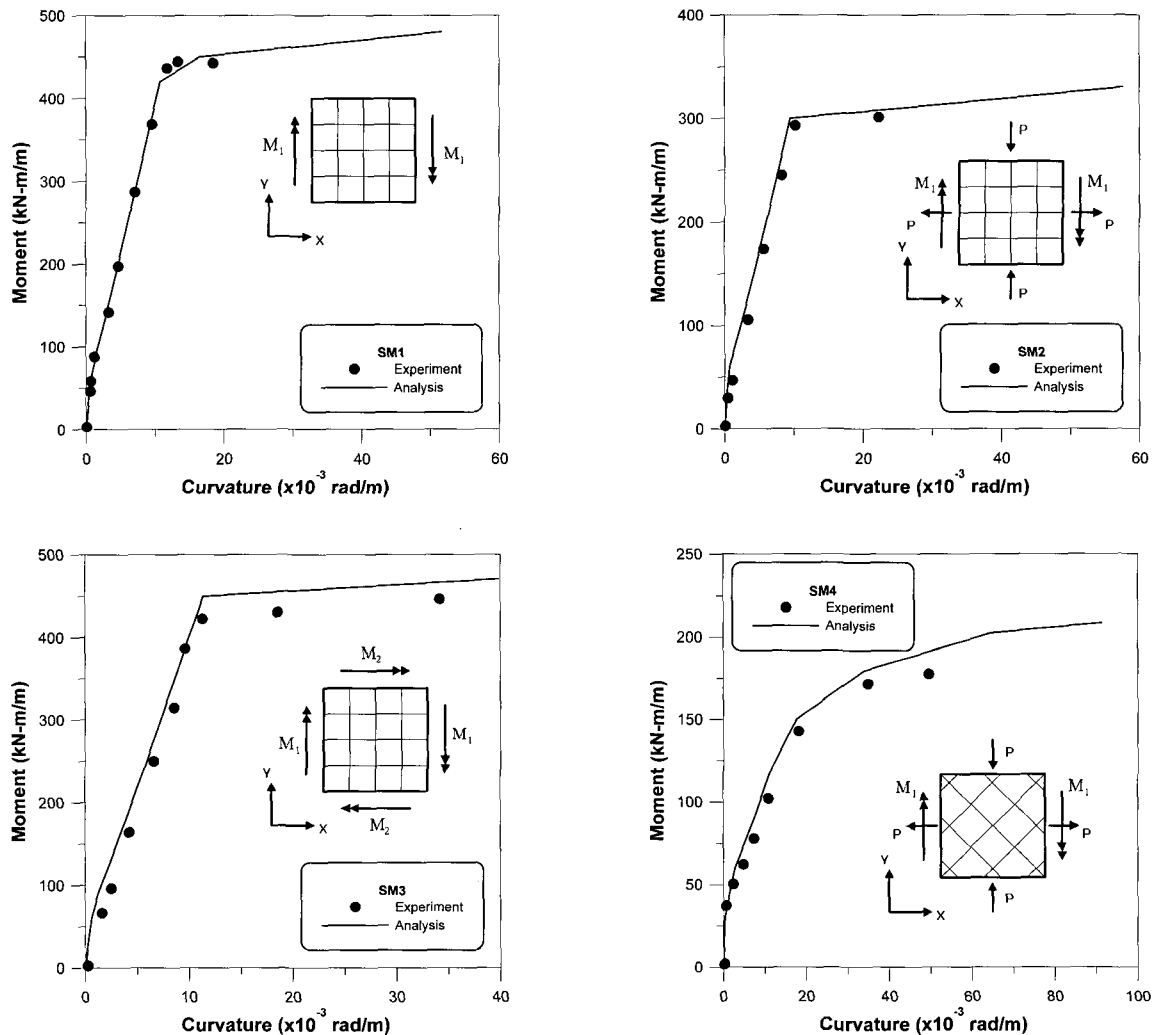 500
400
300
200
100
0
Moment (kN-m/m)
M1
M1
Y
X
SM1
Experiment
Analysis
0 20 40 60
Curvature (x10⁻³ rad/m)
400
300
200
100
0
Moment (kN-m/m)
P
M1
M1
P
P
Y
P
X
SM2
Experiment
Analysis
0 20 40 60
Curvature (x10⁻³ rad/m)
500
400
300
200
100
0
Moment (kN-m/m)
M2
M1
M1
Y
X
M2
SM3
Experiment
Analysis
0 10 20 30 40
Curvature (x10⁻³ rad/m)
250
200
150
100
50
0
Moment (kN-m/m)
SM4
Experiment
Analysis
P
M1
M1
P
P
Y
P
X
0 20 40 60 80 100
Curvature (x10⁻³ rad/m)